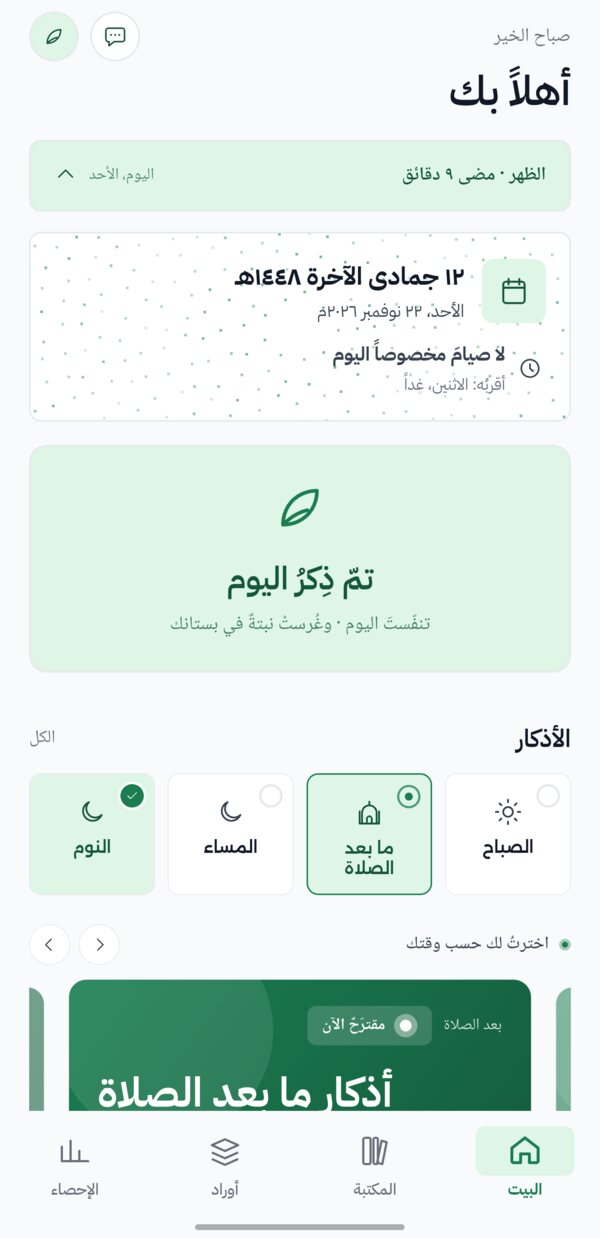 صباح الخير
أهلاً بك
الظهر · مضى ٩ دقائق
اليوم، الأحد
١٢ جمادى الآخرة ١٤٤٨هـ
الأحد، ٢٢ نوفمبر ٢٠٢٦م
لا صيامَ مخصوصاً اليوم
أقربُه: الاثنين، غداً
تمّ ذِكرُ اليوم
تنفّستَ اليوم · وغُرستْ نبتةٌ في بستانك
الأذكار
الكل
الصباح
ما بعد
الصلاة
المساء
النوم
اخترتُ لك حسب وقتك
بعد الصلاة
مقترَحٌ الآن
أذكار ما بعد الصلاة
البيت
المكتبة
أوراد
الإحصاء